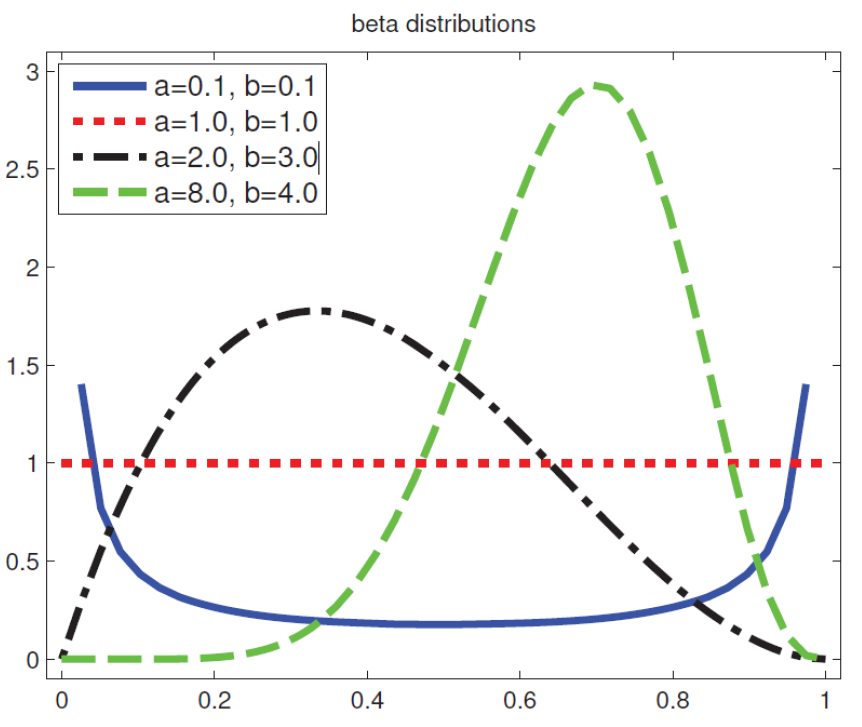 beta distributions
3
2.5
2
1.5
1
0.5
0
a=0.1, b=0.1
a=1.0, b=1.0
a=2.0, b=3.0
a=8.0, b=4.0
0 0.2 0.4 0.6 0.8 1